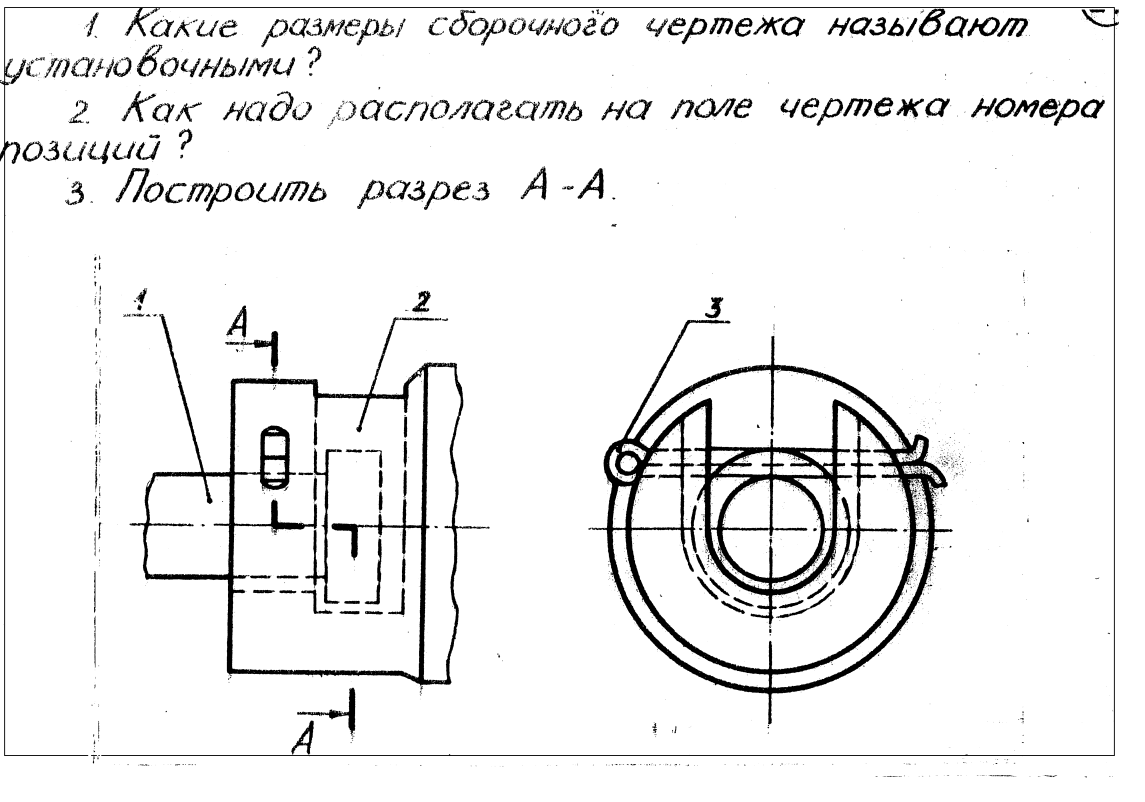 1. Какие размеры сборочного чертежа называют
установочными?
2. Как надо располагать на поле чертежа номера
позиций?
3. Построить разрез А-А.
1
А
2
3
А